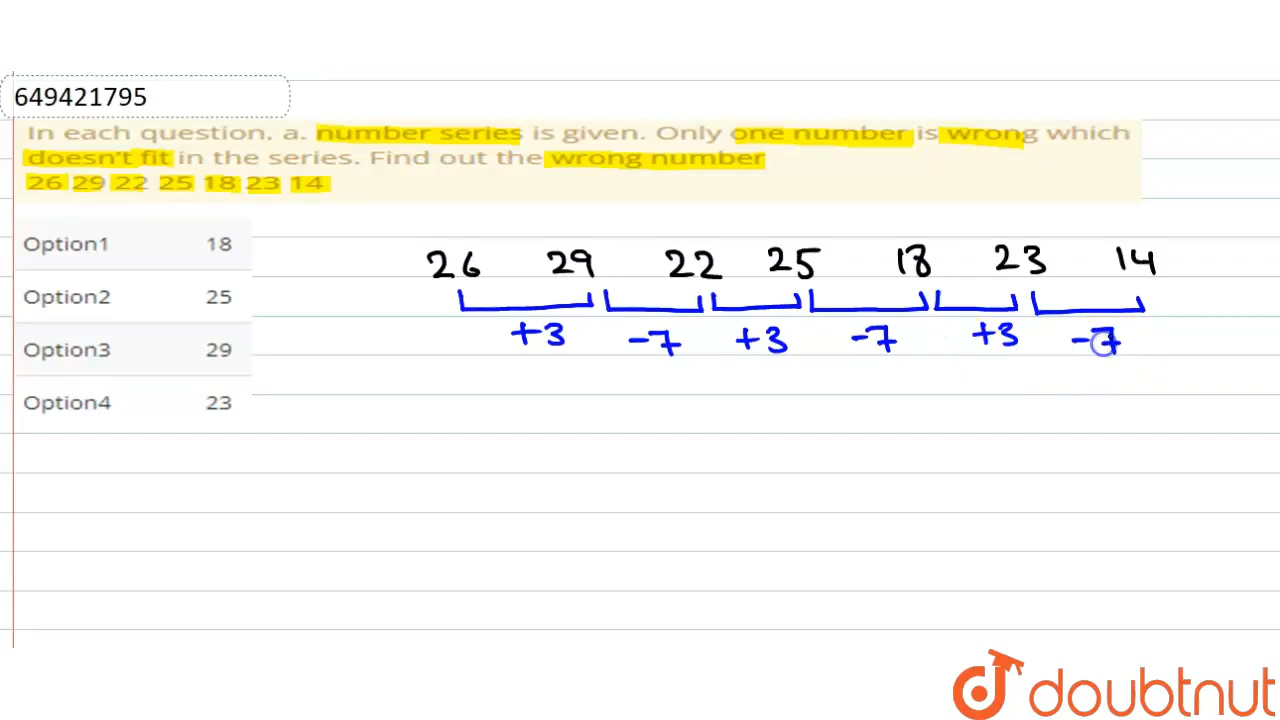 649421795
In each question, a. number series is given. Only one number is wrong which
doesn't fit in the series. Find out the wrong number
26 29 22 25 18 23 14
Option1 18
Option2 25
Option3 29
Option4 23
26 29 22 25 18 23 14
+3 -7 +3 -7 +3 -7
doubtnut